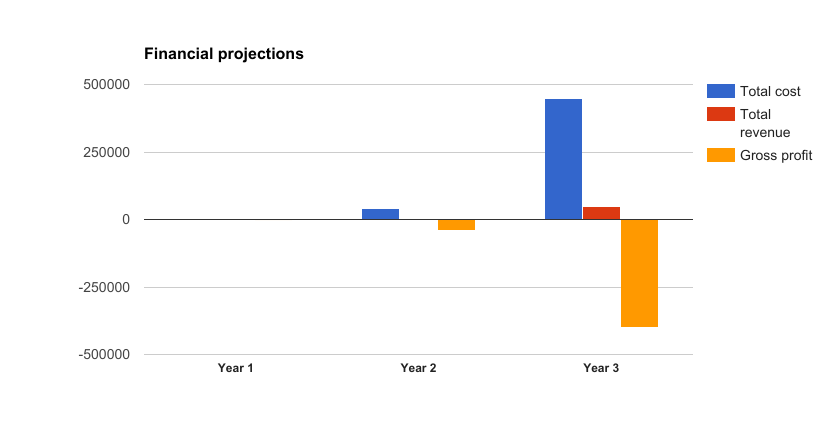 Financial projections
500000
250000
0
-250000
-500000
Year 1
Year 2
Year 3
Total cost
Total
revenue
Gross profit